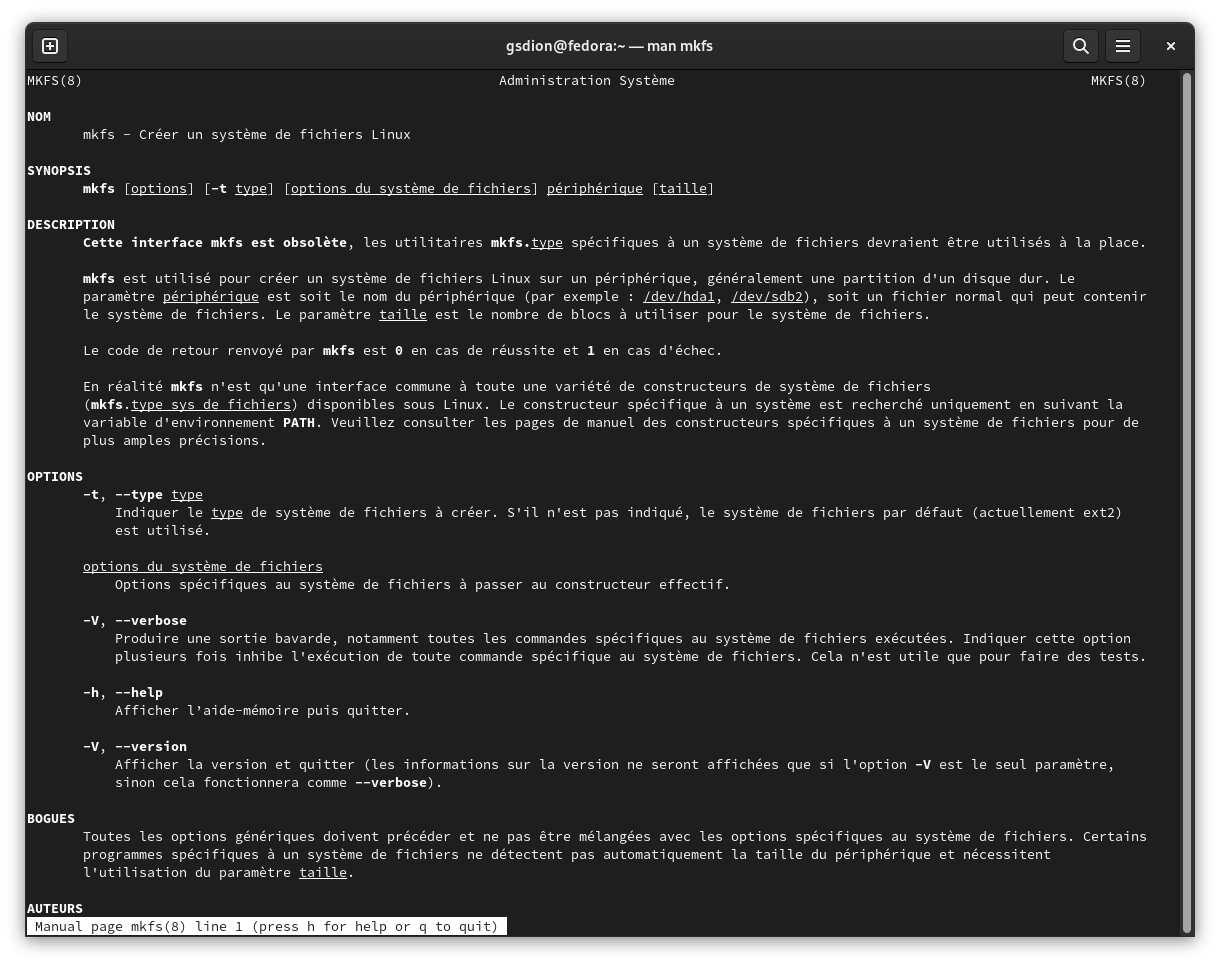 gsdion@fedora:~ — man mkfs
MKFS(8) Administration Système MKFS(8)
NOM
mkfs - Créer un système de fichiers Linux
SYNOPSIS
mkfs [options] [-t type] [options du système de fichiers] périphérique [taille]
DESCRIPTION
Cette interface mkfs est obsolète, les utilitaires mkfs.type spécifiques à un système de fichiers devraient être utilisés à la place.
mkfs est utilisé pour créer un système de fichiers Linux sur un périphérique, généralement une partition d'un disque dur. Le
paramètre périphérique est soit le nom du périphérique (par exemple : /dev/hda1, /dev/sdb2), soit un fichier normal qui peut contenir
le système de fichiers. Le paramètre taille est le nombre de blocs à utiliser pour le système de fichiers.
Le code de retour renvoyé par mkfs est 0 en cas de réussite et 1 en cas d'échec.
En réalité mkfs n'est qu'une interface commune à toute une variété de constructeurs de système de fichiers
(mkfs.type sys de fichiers) disponibles sous Linux. Le constructeur spécifique à un système est recherché uniquement en suivant la
variable d'environnement PATH. Veuillez consulter les pages de manuel des constructeurs spécifiques à un système de fichiers pour de
plus amples précisions.
OPTIONS
-t, --type type
Indiquer le type de système de fichiers à créer. S'il n'est pas indiqué, le système de fichiers par défaut (actuellement ext2)
est utilisé.
options du système de fichiers
Options spécifiques au système de fichiers à passer au constructeur effectif.
-V, --verbose
Produire une sortie bavarde, notamment toutes les commandes spécifiques au système de fichiers exécutées. Indiquer cette option
plusieurs fois inhibe l'exécution de toute commande spécifique au système de fichiers. Cela n'est utile que pour faire des tests.
-h, --help
Afficher l’aide-mémoire puis quitter.
-V, --version
Afficher la version et quitter (les informations sur la version ne seront affichées que si l'option -V est le seul paramètre,
sinon cela fonctionnera comme --verbose).
BOGUES
Toutes les options génériques doivent précéder et ne pas être mélangées avec les options spécifiques au système de fichiers. Certains
programmes spécifiques à un système de fichiers ne détectent pas automatiquement la taille du périphérique et nécessitent
l'utilisation du paramètre taille.
AUTEURS
Manual page mkfs(8) line 1 (press h for help or q to quit)